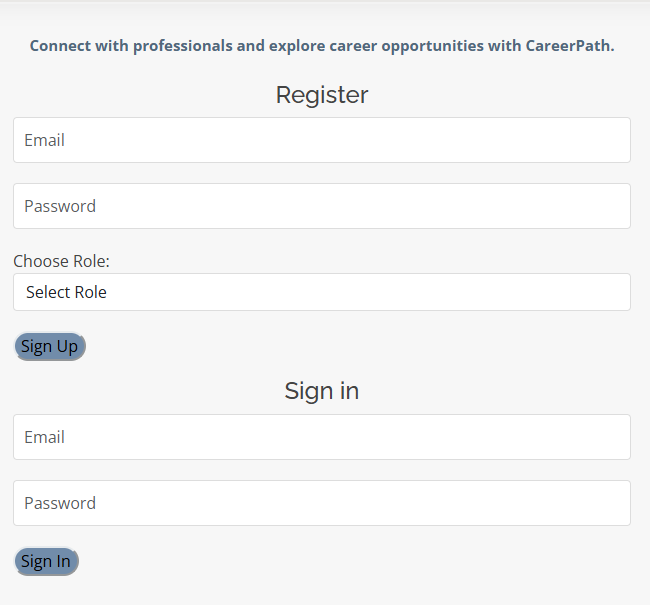 Connect with professionals and explore career opportunities with CareerPath.
Register
Email
Password
Choose Role:
Select Role
Sign Up
Sign in
Email
Password
Sign In